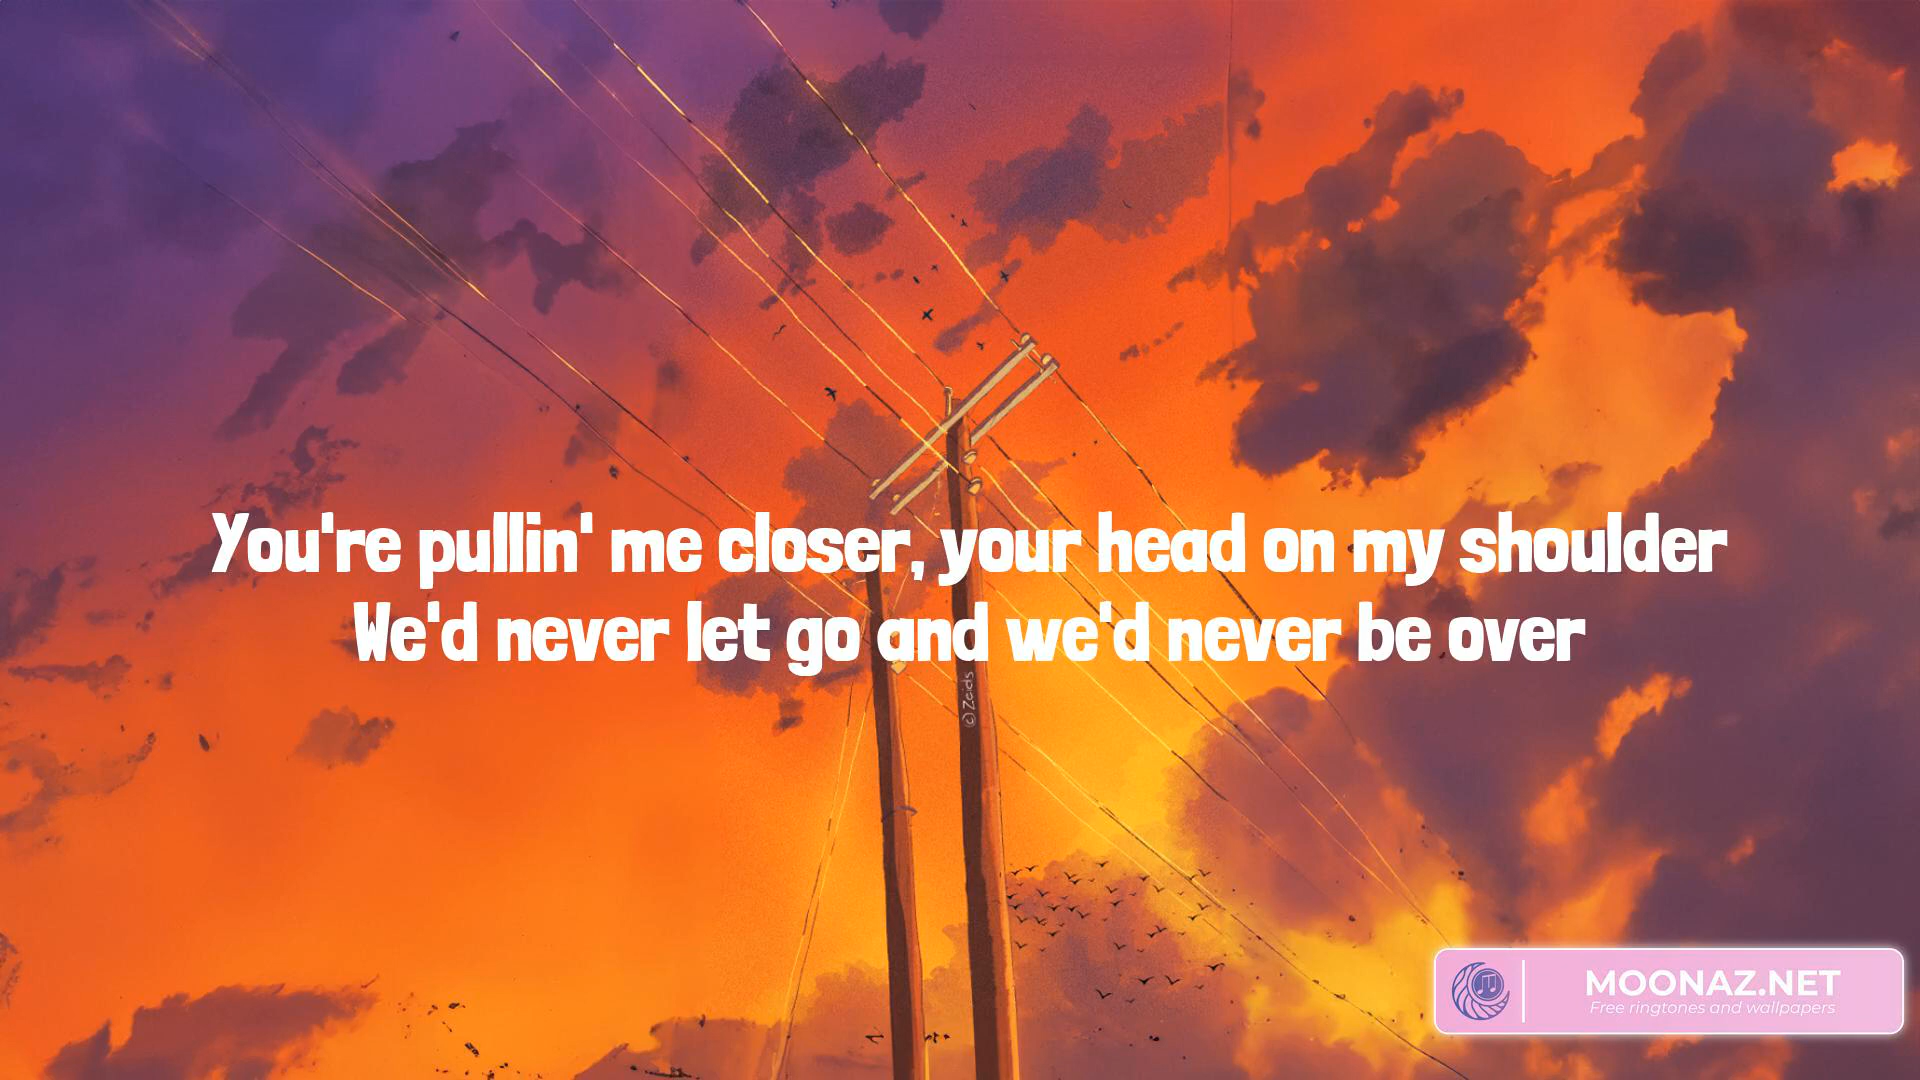 You're pullin' me closer, your head on my shoulder
We'd never let go and we'd never be over
(c) Zaids
MOONAZ.NET
Free ringtones and wallpapers